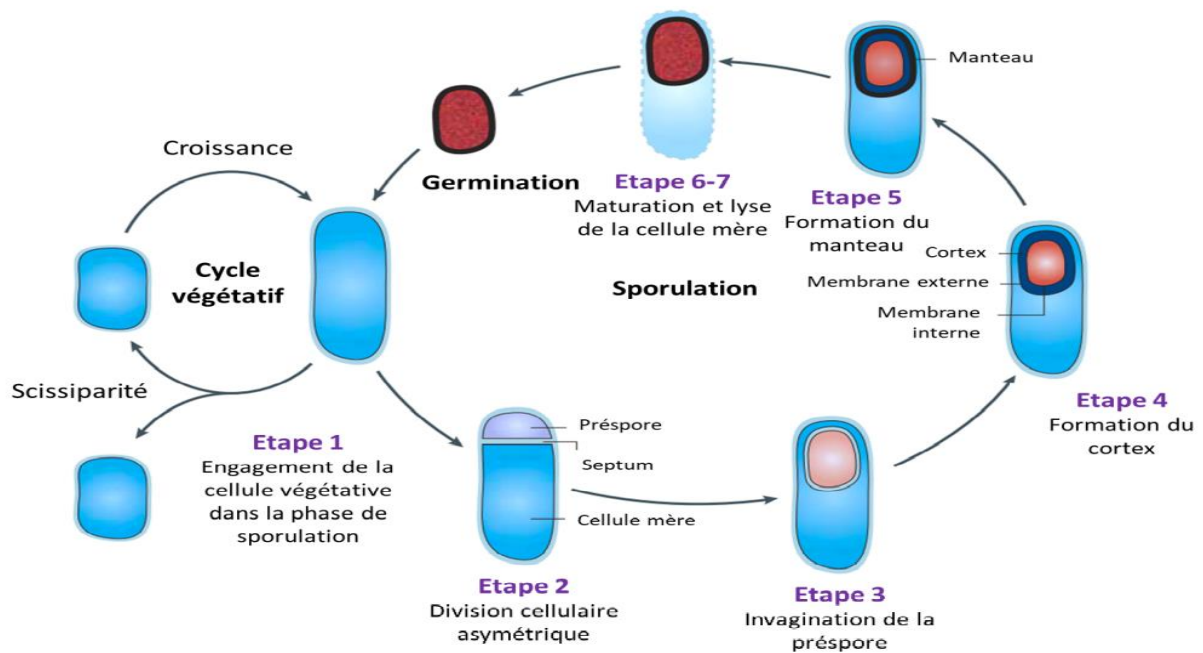 Croissance
Cycle
végétatif
Scissiparité
Etape 1
Engagement de la
cellule végétative
dans la phase de
sporulation
Préspore
Septum
Cellule mère
Etape 2
Division cellulaire
asymétrique
Etape 3
Invagination de la
préspore
Cortex
Membrane externe
Membrane
interne
Etape 4
Formation du
cortex
Manteau
Etape 5
Formation du
manteau
Etape 6-7
Maturation et lyse
de la cellule mère
Sporulation
Germination